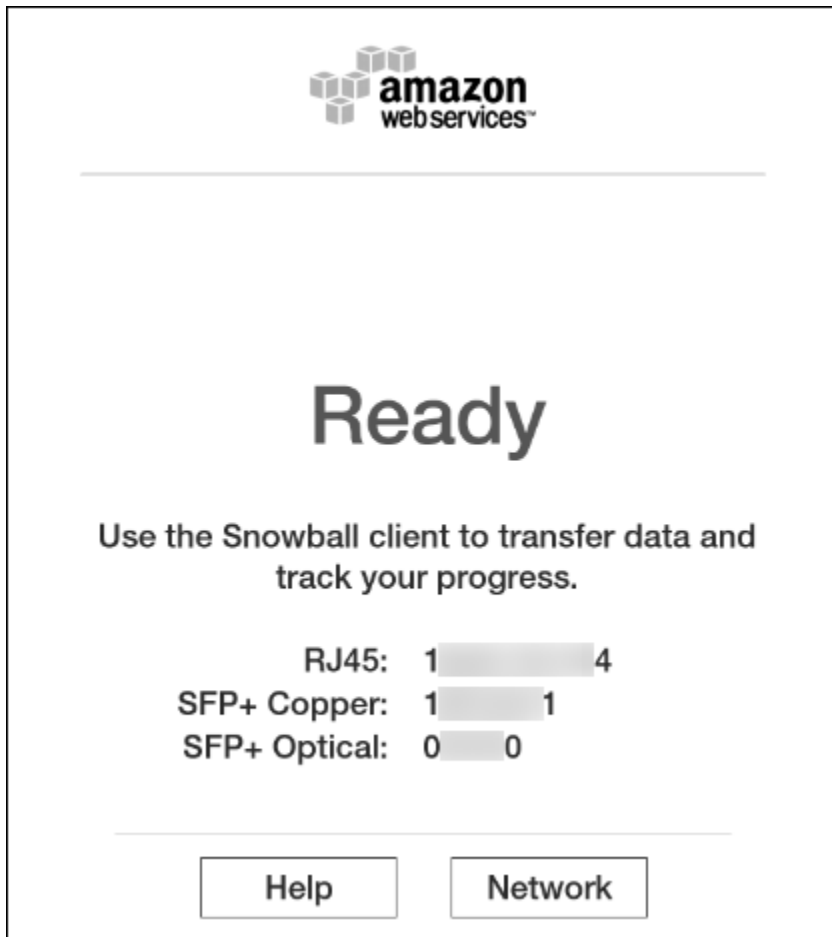 amazon
webservices™
Ready
Use the Snowball client to transfer data and
track your progress.
RJ45: 1 4
SFP+ Copper: 1 1
SFP+ Optical: 0 0
Help
Network